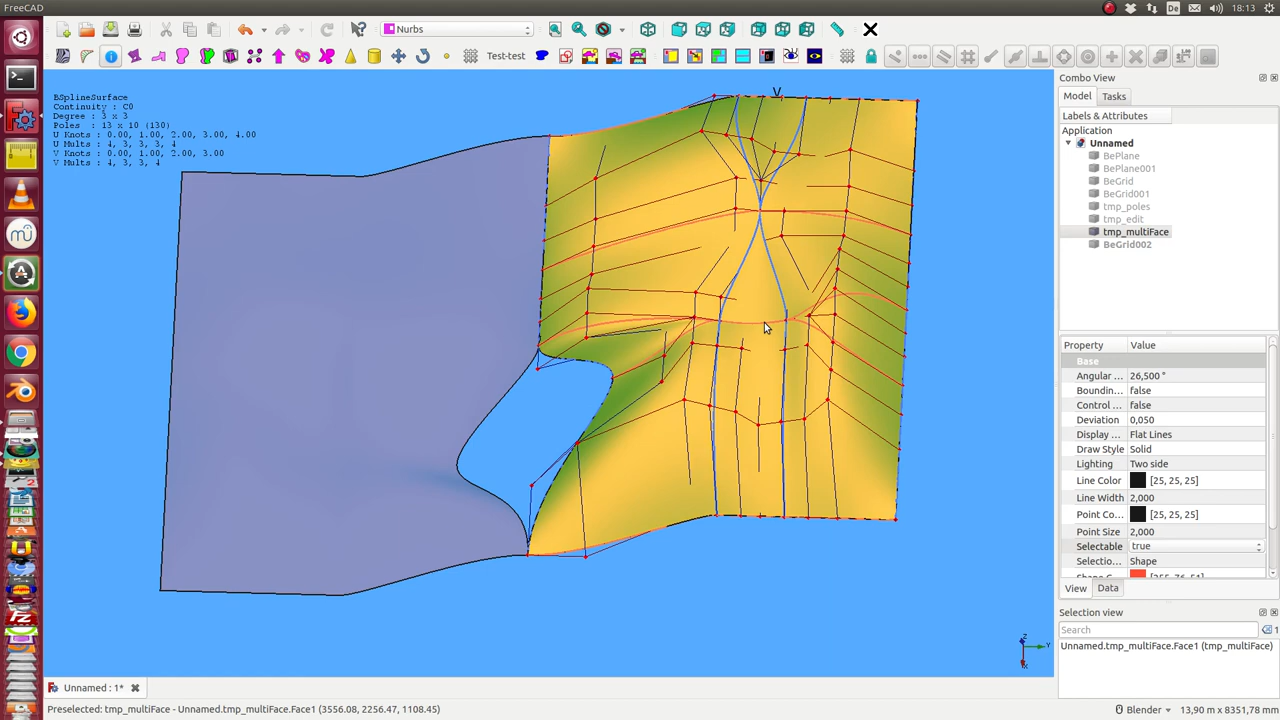 FreeCAD
De
18:13
Nurbs
Test-test
BSplineSurface
Continuity : C0
Degree : 3 x 3
Poles : 13 x 10 (130)
U Knots : 0.00, 1.00, 2.00, 3.00, 4.00
U Mults : 4, 3, 3, 3, 4
V Knots : 0.00, 1.00, 2.00, 3.00
V Mults : 4, 3, 3, 4
V
Combo View
Model
Tasks
Labels & Attributes
Application
Unnamed
BePlane
BePlane001
BeGrid
BeGrid001
tmp_poles
tmp_edit
tmp_multiFace
BeGrid002
Property
Value
Base
Angular ...
26,500 °
Boundin...
false
Control ...
false
Deviation
0,050
Display ...
Flat Lines
Draw Style
Solid
Lighting
Two side
Line Color
[25, 25, 25]
Line Width
2,000
Point Co...
[25, 25, 25]
Point Size
2,000
Selectable
true
Selectio...
Shape
View
Data
Selection view
Search
1
Unnamed.tmp_multiFace.Face1 (tmp_multiFace)
Z
Y
X
Unnamed : 1*
Preselected: tmp_multiFace - Unnamed.tmp_multiFace.Face1 (3556.08, 2256.47, 1108.45)
Blender
13,90 m x 8351,78 mm